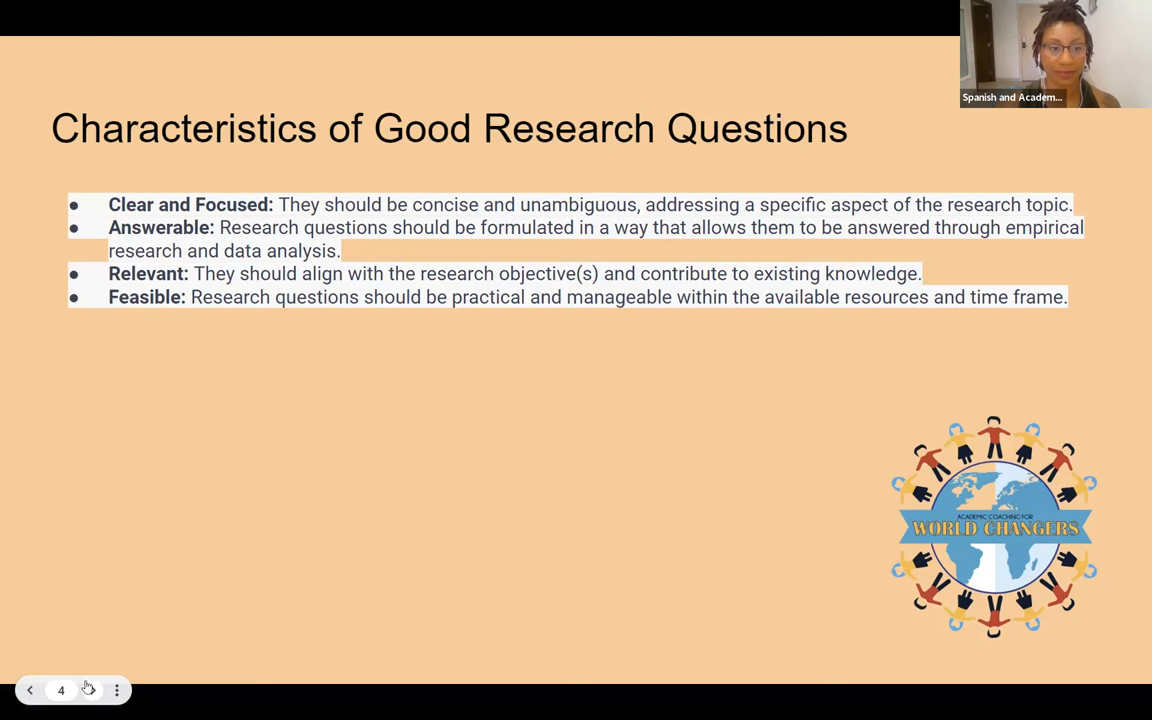 Spanish and Academ...
Characteristics of Good Research Questions
● Clear and Focused: They should be concise and unambiguous, addressing a specific aspect of the research topic.
● Answerable: Research questions should be formulated in a way that allows them to be answered through empirical
research and data analysis.
● Relevant: They should align with the research objective(s) and contribute to existing knowledge.
● Feasible: Research questions should be practical and manageable within the available resources and time frame.
ACADEMIC COACHING FOR
WORLD CHANGERS
4